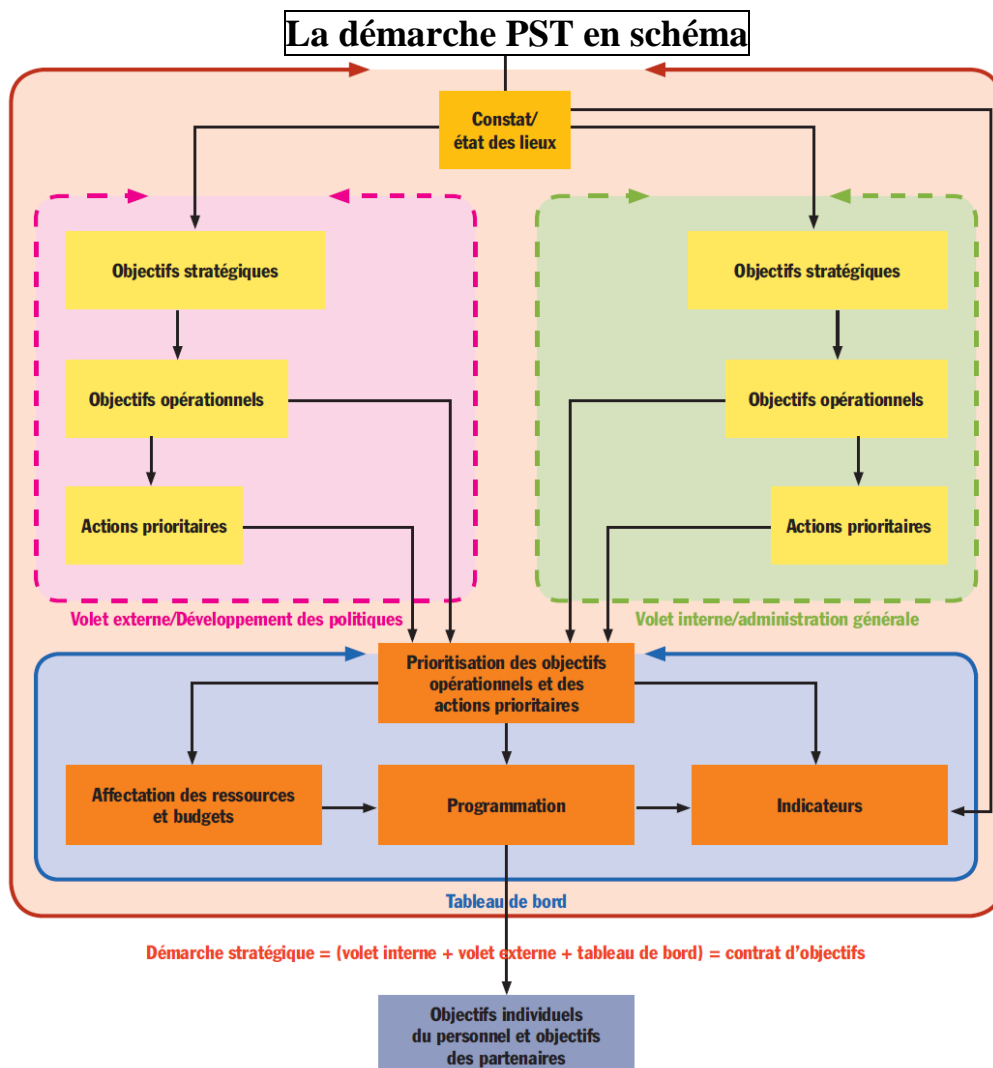 La démarche PST en schéma
Constat/
état des lieux
Objectifs stratégiques
Objectifs stratégiques
Objectifs opérationnels
Objectifs opérationnels
Actions prioritaires
Actions prioritaires
Volet externe/Développement des politiques
Volet interne/administration générale
Prioritisation des objectifs
opérationnels et des
actions prioritaires
Affectation des ressources
et budgets
Programmation
Indicateurs
Tableau de bord
Démarche stratégique = (volet interne + volet externe + tableau de bord) = contrat d'objectifs
Objectifs individuels
du personnel et objectifs
des partenaires